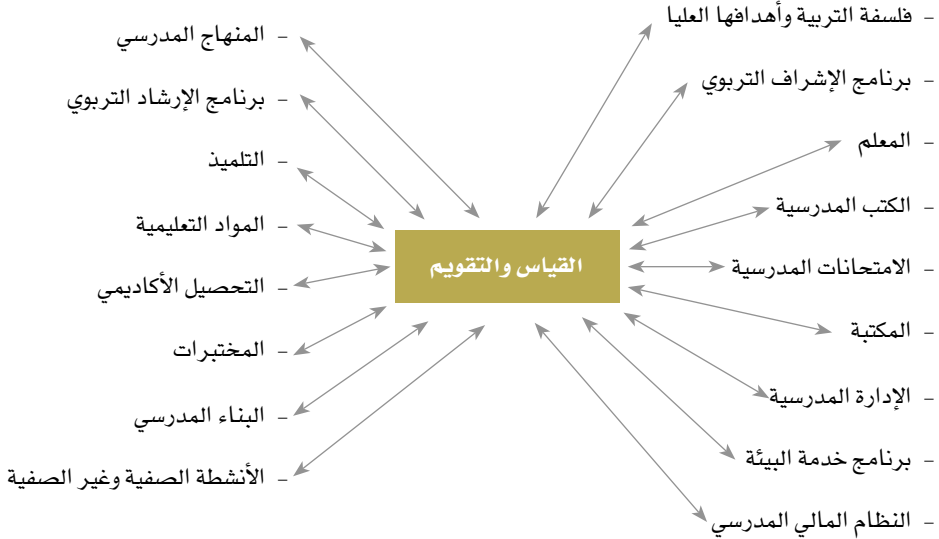 – فلسفة التربية وأهدافها العليا
– برنامج الإشراف التربوي
– المعلم
– الكتب المدرسية
– الامتحانات المدرسية
– المكتبة
– الإدارة المدرسية
– برنامج خدمة البيئة
– النظام المالي المدرسي
القياس والتقويم
– المنهاج المدرسي
– برنامج الإرشاد التربوي
– التلميذ
– المواد التعليمية
– التحصيل الأكاديمي
– المختبرات
– البناء المدرسي
– الأنشطة الصفية وغير الصفية